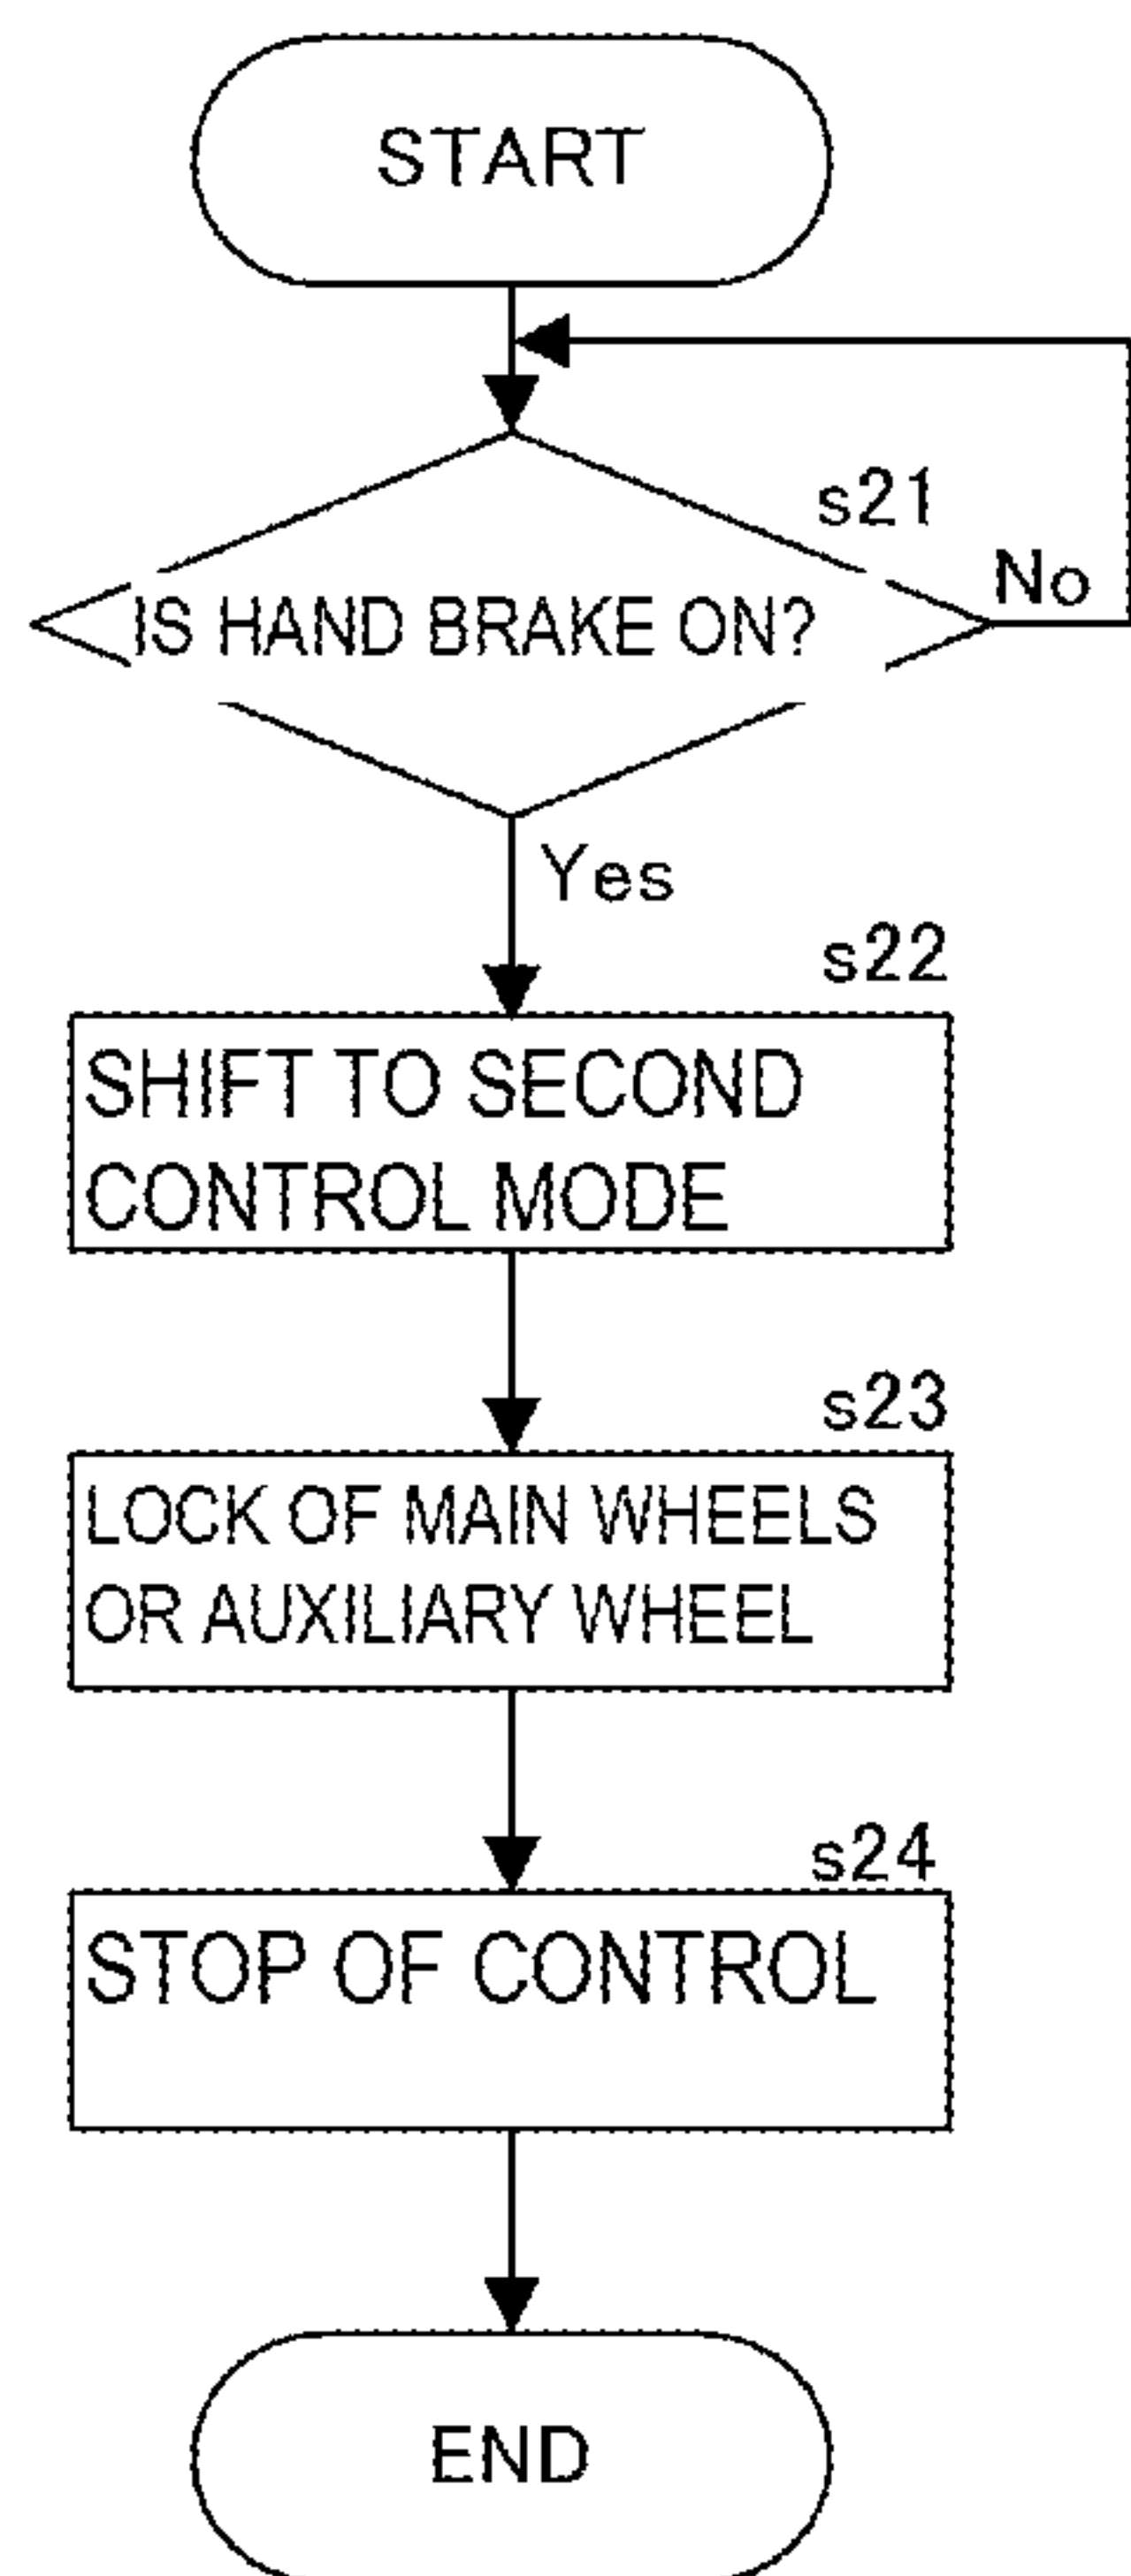 START
s21
No
IS HAND BRAKE ON?
Yes
s22
SHIFT TO SECOND
CONTROL MODE
s23
LOCK OF MAIN WHEELS
OR AUXILIARY WHEEL
s24
STOP OF CONTROL
END